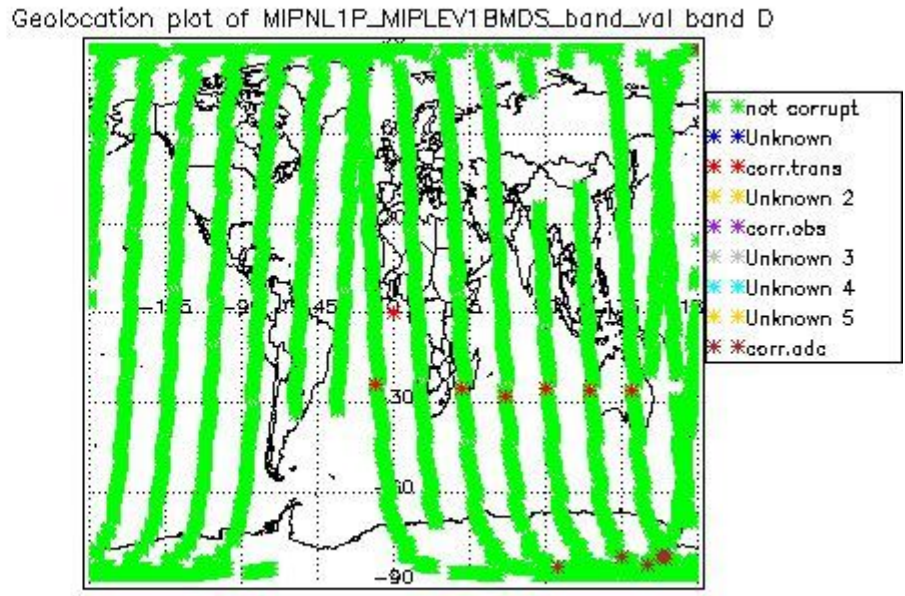 Geolocation plot of MIPNL1P_MIPLEV1BMDS_band_val band D
not corrupt
Unknown
corr.trans
Unknown 2
corr.obs
Unknown 3
Unknown 4
Unknown 5
corr.adc
30
-60
-90